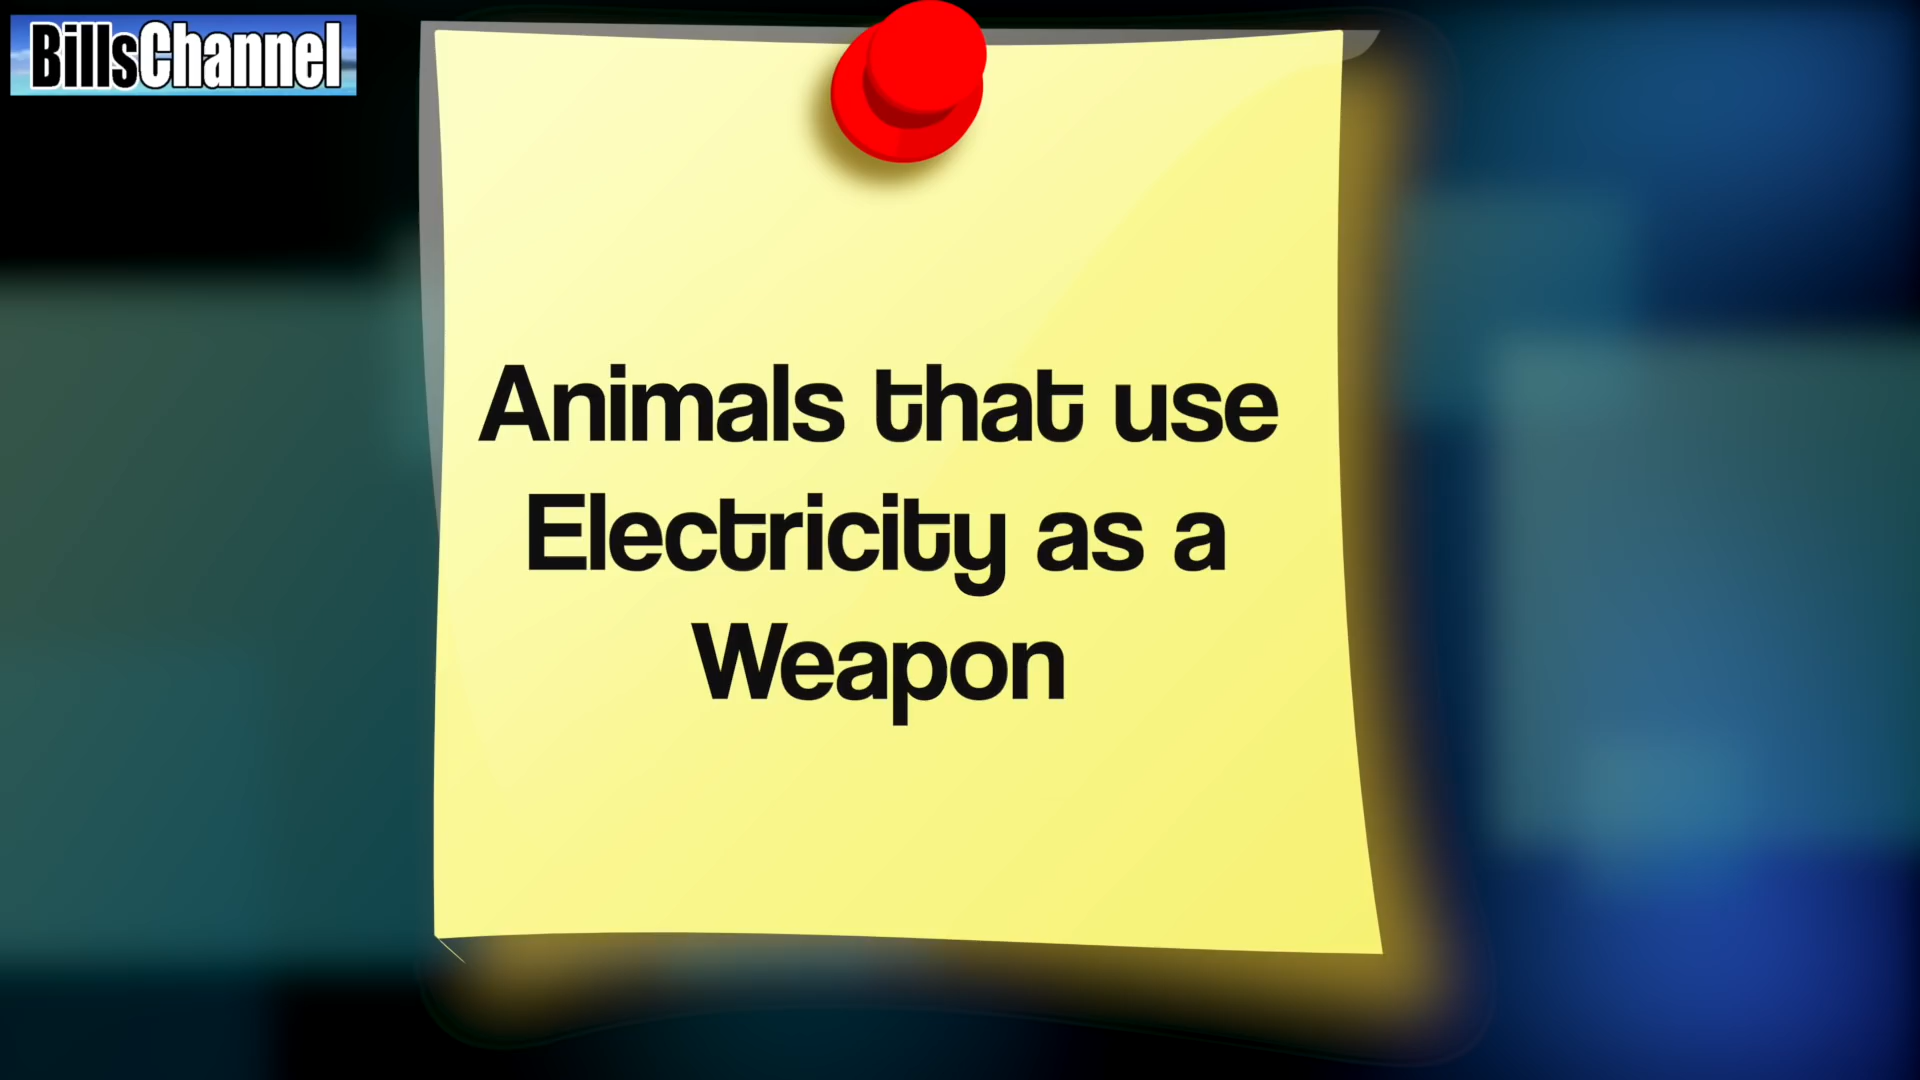 BillsChannel
Animals that use
Electricity as a
Weapon